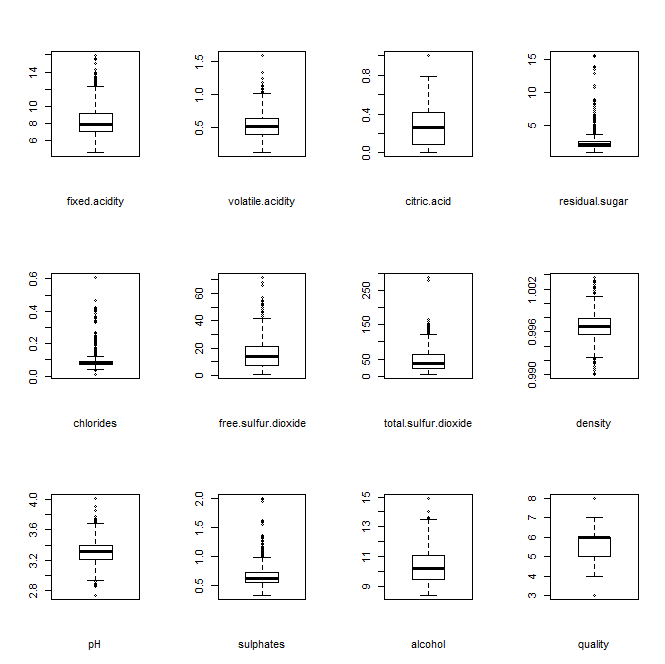 6 8 10 14
fixed.acidity
0.5 1.0 1.5
volatile.acidity
0.0 0.4 0.8
citric.acid
5 10 15
residual.sugar
0.0 0.2 0.4 0.6
chlorides
0 20 40 60
free.sulfur.dioxide
0 50 150 250
total.sulfur.dioxide
0.990 0.996 1.002
density
2.8 3.2 3.6 4.0
pH
0.5 1.0 1.5 2.0
sulphates
9 11 13 15
alcohol
3 4 5 6 7 8
quality